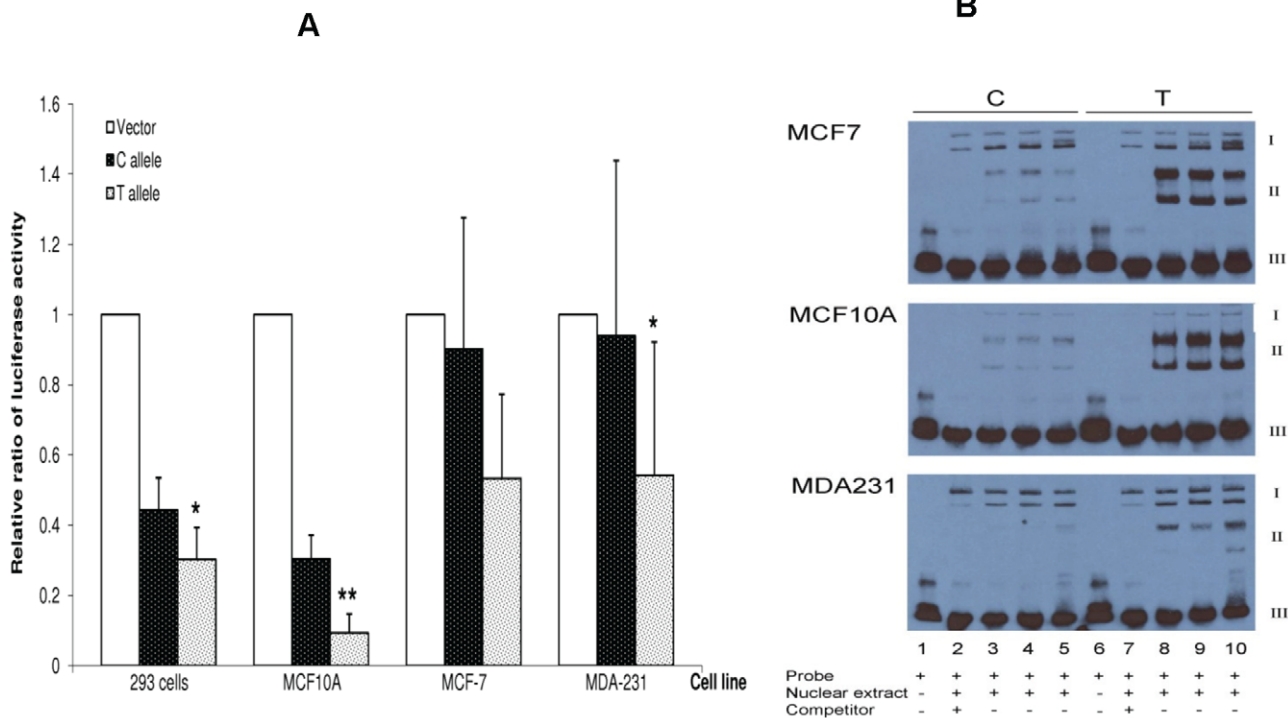 A
B
1.6
1.4
1.2
1
0.8
0.6
0.4
0.2
0
Relative ratio of luciferase activity
Vector
C allele
T allele
*
**
*
293 cells MCF10A MCF-7 MDA-231 Cell line
C T
MCF7
I
II
III
MCF10A
I
II
III
MDA231
I
II
III
1 2 3 4 5 6 7 8 9 10
Probe + + + + + + + + + +
Nuclear extract - + + + + - + + + +
Competitor - + - - - - + - - -